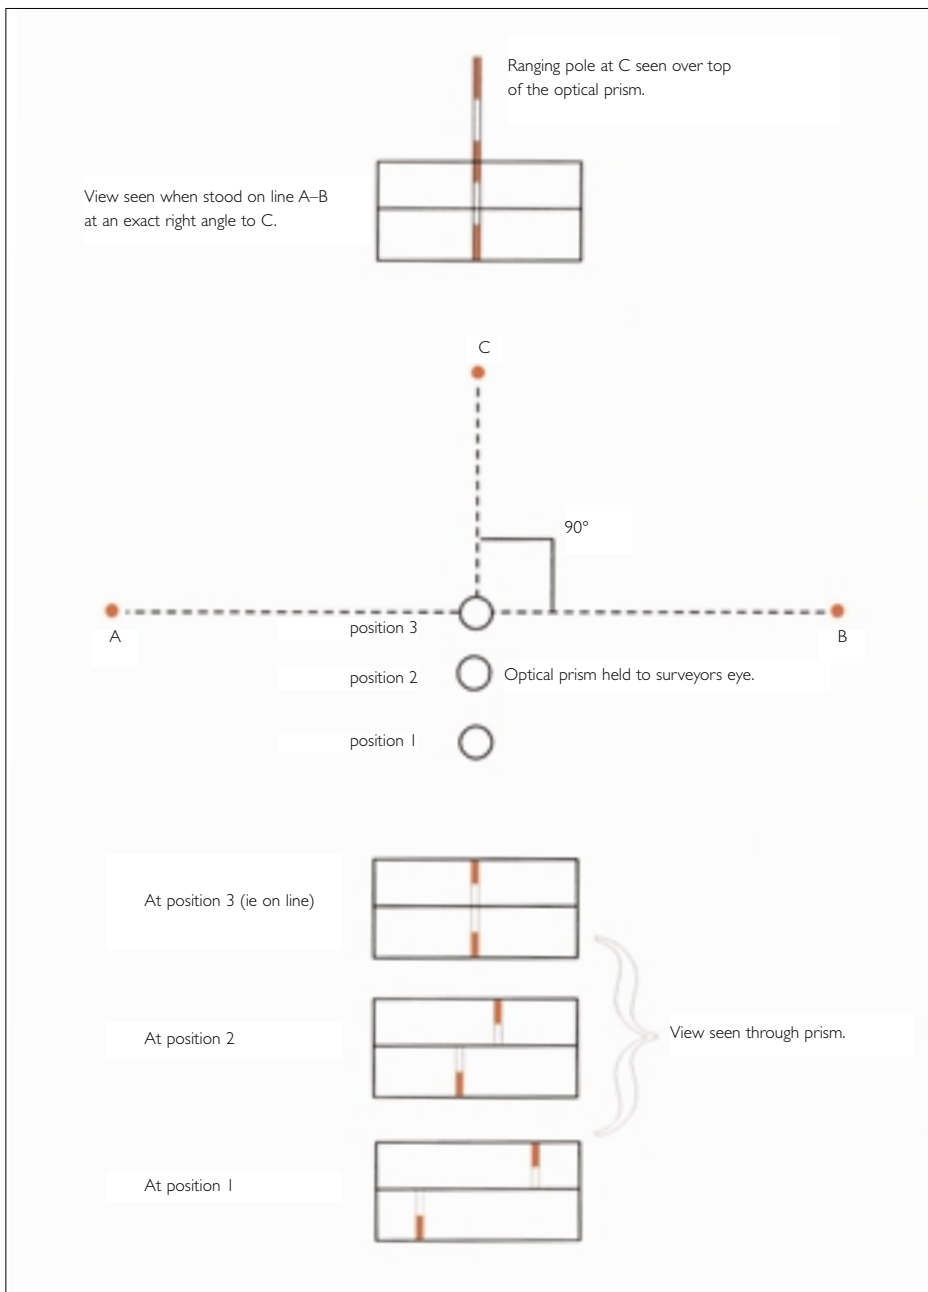 Ranging pole at C seen over top
of the optical prism.
View seen when stood on line A–B
at an exact right angle to C.
C
90°
A
B
position 3
position 2
Optical prism held to surveyors eye.
position 1
At position 3 (ie on line)
At position 2
View seen through prism.
At position 1